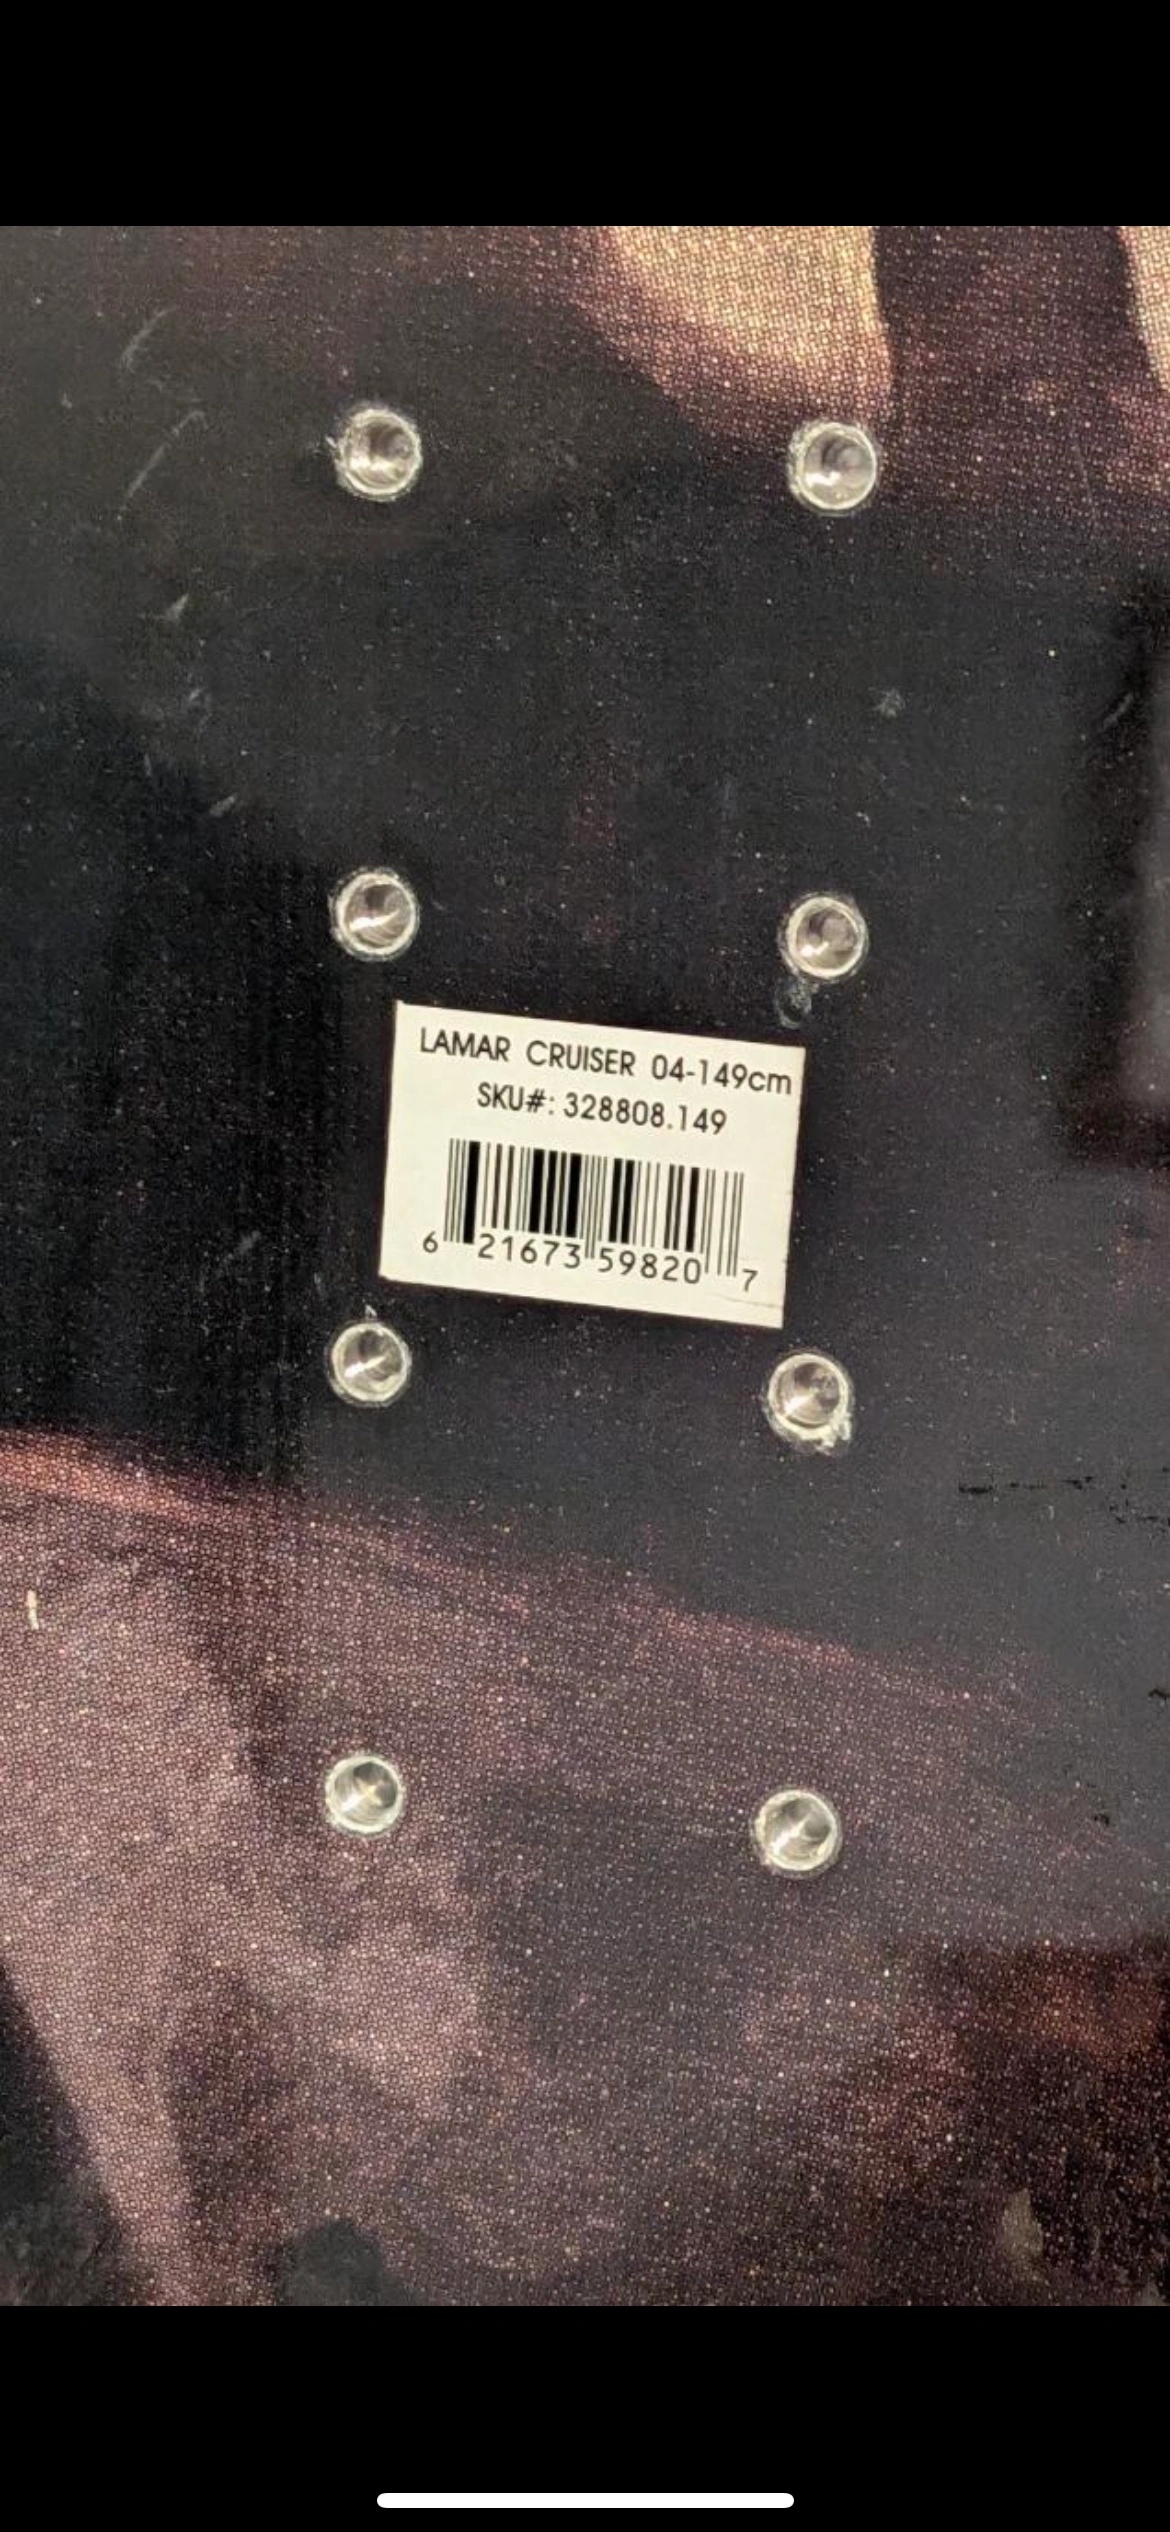 LAMAR CRUISER 04-149cm
SKU#: 328808.149
6 21673 59820 7